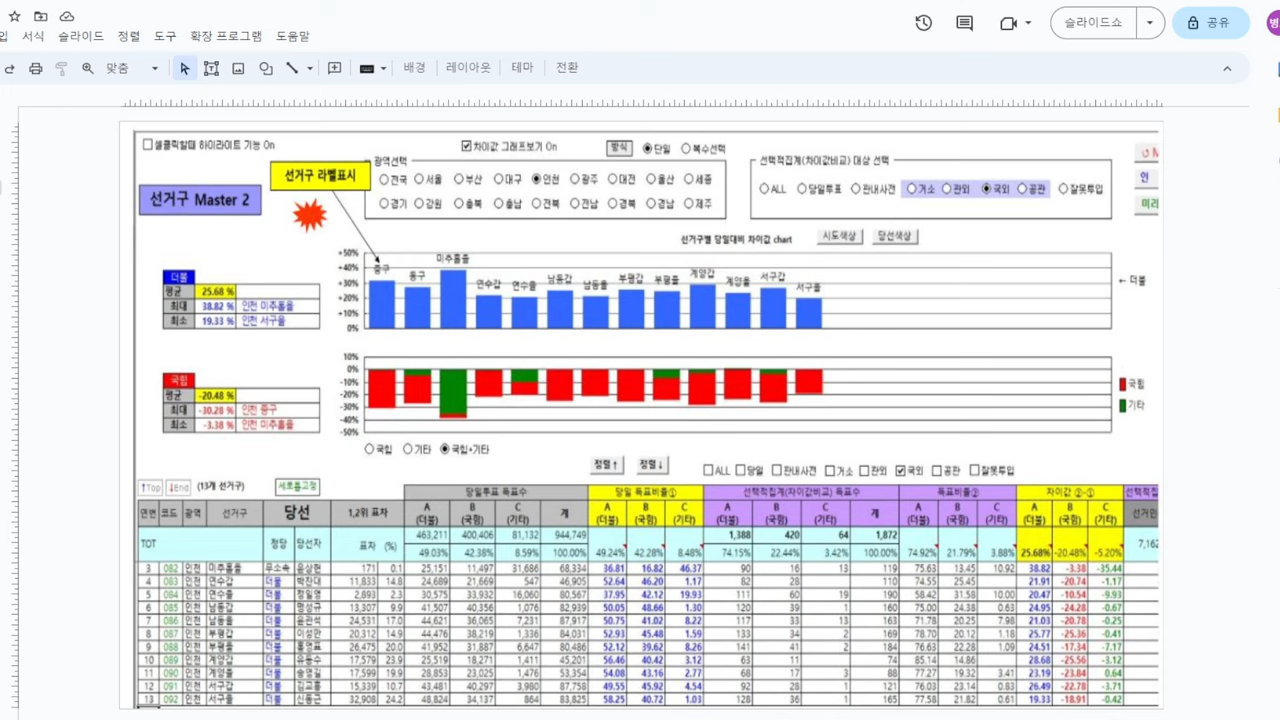 슬라이드쇼
공유
서식 슬라이드 정렬 도구 확장 프로그램 도움말
맞춤 배경 레이아웃 테마 전환
셀클릭할때 하이라이트 기능 On
차이값 그래프보기 On 방식 단일 복수선택
선거구 라벨표시
광역선택
전국 서울 부산 대구 인천 광주 대전 울산 세종
경기 강원 충북 충남 전북 전남 경북 경남 제주
선택적집계(차이값비교) 대상 선택
ALL 당일투표 관내사전 거소 관외 국외 공관 잘못투입
선거구 Master 2
선거구별 당일대비 차이값 chart 시도색상 당선색상
+50%
+40%
+30%
+20%
+10%
0%
중구 동구 미추홀을 연수갑 연수을 남동갑 남동을 부평갑 부평을 계양갑 계양을 서구갑 서구을
← 더불
더불
평균 25.68 %
최대 38.82 % 인천 미추홀을
최소 19.33 % 인천 서구을
10%
0%
-10%
-20%
-30%
-40%
-50%
국힘
기타
국힘
평균 -20.48 %
최대 -30.28 % 인천 중구
최소 -3.38 % 인천 미추홀을
국힘 기타 국힘+기타
정렬↑ 정렬↓
ALL 당일 관내사전 거소 관외 국외 공관 잘못투입
↑Top ↓End (13개 선거구) 세로폼고정
당일투표 득표수 당일 득표비율① 선택적집계(차이값비교) 득표수 득표비율② 차이값 ②-① 선택적집
연번 코드 광역 선거구 당선 1,2위 표차 A (더불) B (국힘) C (기타) 계 A (더불) B (국힘) C (기타) A (더불) B (국힘) C (기타) 계 A (더불) B (국힘) C (기타) A (더불) B (국힘) C (기타) 선거인
TOT 정당 당선자 표차 (%)
463,211 400,406 81,132 944,749 1,388 420 64 1,872 7,162
49.03% 42.38% 8.59% 100.00% 49.24% 42.28% 8.48% 74.15% 22.44% 3.42% 100.00% 74.92% 21.79% 3.88% 25.68% -20.48% -5.20%
3 082 인천 미추홀을 무소속 윤상현 171 0.1 25,151 11,497 31,686 68,334 36.81 16.82 46.37 90 16 13 119 75.63 13.45 10.92 38.82 -3.38 -35.44
4 083 인천 연수갑 더불 박찬대 11,833 14.8 24,689 21,669 547 46,905 52.64 46.20 1.17 82 28 110 74.55 25.45 21.91 -20.74 -1.17
5 084 인천 연수을 더불 정일영 2,893 2.3 30,575 33,932 16,060 80,567 37.95 42.12 19.93 111 60 19 190 58.42 31.58 10.00 20.47 -10.54 -9.93
6 085 인천 남동갑 더불 맹성규 13,307 9.9 41,507 40,356 1,076 82,939 50.05 48.66 1.30 120 39 1 160 75.00 24.38 0.63 24.95 -24.28 -0.67
7 086 인천 남동을 더불 윤관석 24,531 17.0 44,621 36,065 7,231 87,917 50.75 41.02 8.22 117 33 13 163 71.78 20.25 7.98 21.03 -20.78 -0.25
8 087 인천 부평갑 더불 이성만 20,312 14.9 44,476 38,219 1,336 84,031 52.93 45.48 1.59 133 34 2 169 78.70 20.12 1.18 25.77 -25.36 -0.41
9 088 인천 부평을 더불 홍영표 26,475 20.0 41,952 31,887 6,647 80,486 52.12 39.62 8.26 141 41 2 184 76.63 22.28 1.09 24.51 -17.34 -7.17
10 089 인천 계양갑 더불 유동수 17,579 23.9 25,519 18,271 1,411 45,201 56.46 40.42 3.12 63 11 74 85.14 14.86 28.68 -25.56 -3.12
11 090 인천 계양을 더불 송영길 17,599 19.9 28,853 23,025 1,476 53,354 54.08 43.16 2.77 68 17 3 88 77.27 19.32 3.41 23.19 -23.84 0.64
12 091 인천 서구갑 더불 김교흥 15,339 10.7 43,481 40,297 3,980 87,758 49.55 45.92 4.54 92 28 1 121 76.03 23.14 0.83 26.49 -22.78 -3.71
13 092 인천 서구을 더불 신동근 32,908 24.2 48,824 34,137 864 83,825 58.25 40.72 1.03 128 36 1 165 77.58 21.82 0.61 19.33 -18.91 -0.42